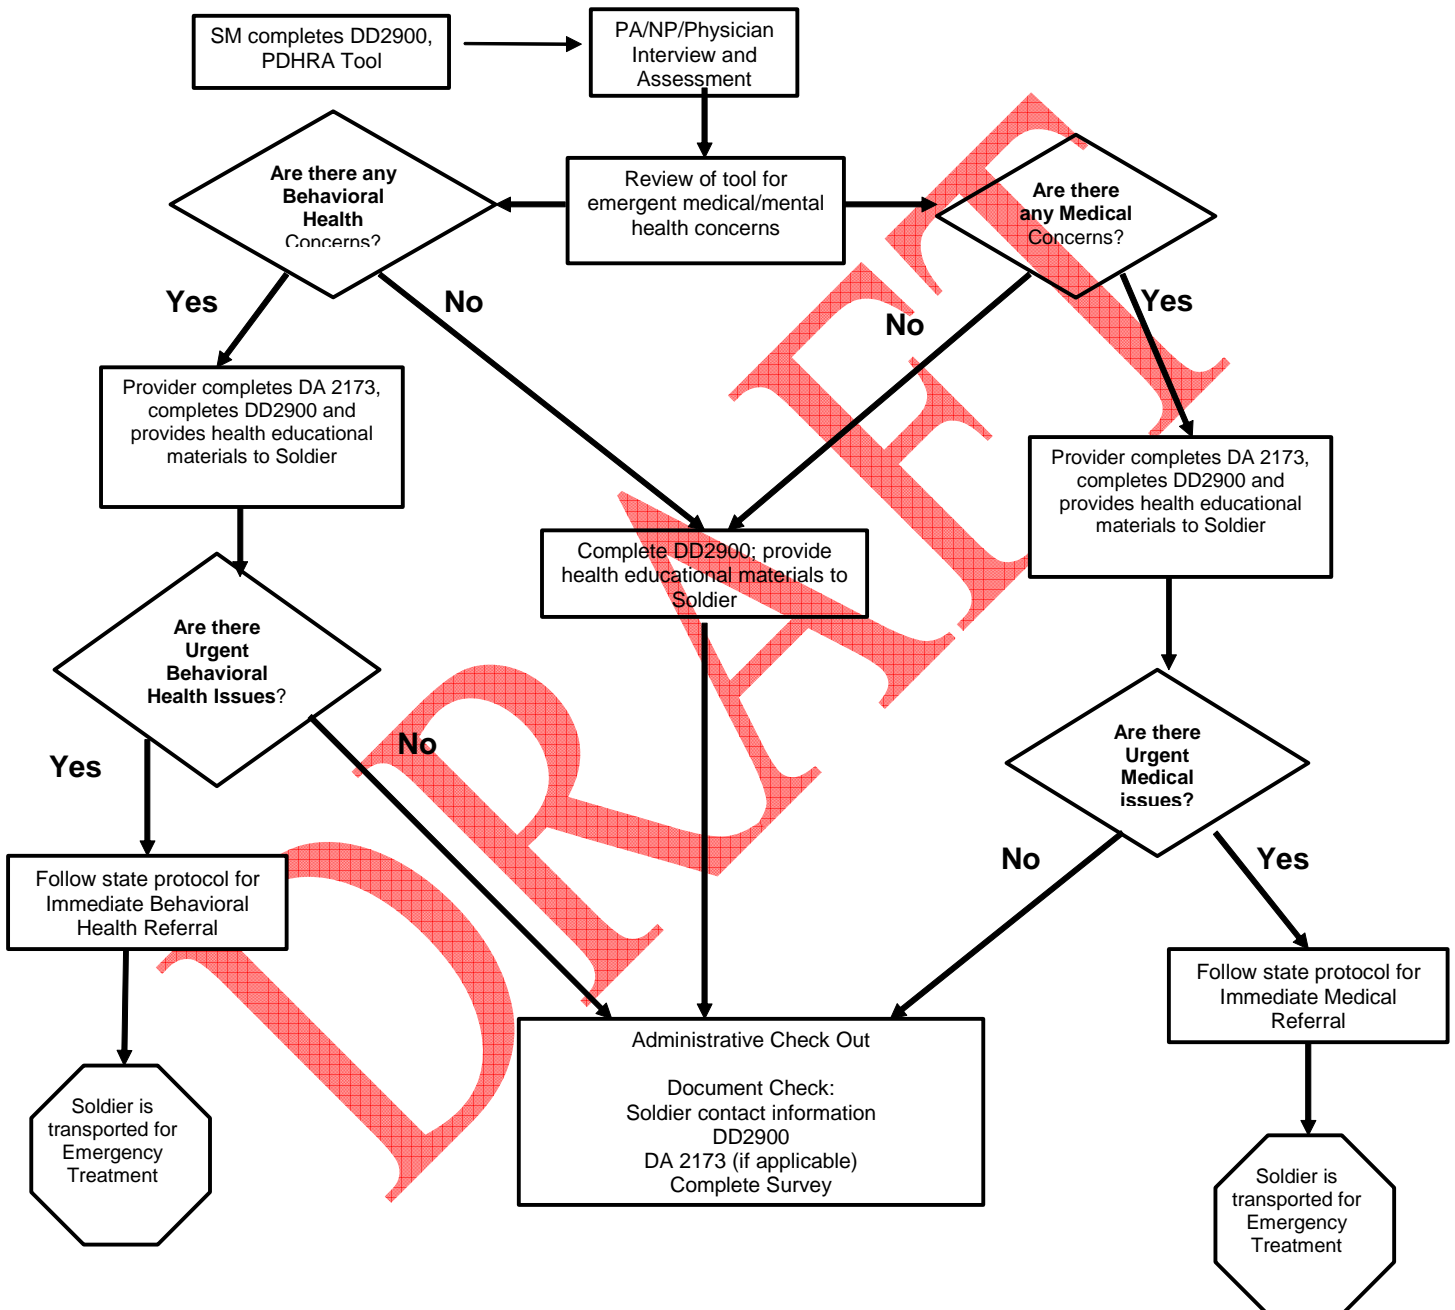 SM completes DD2900,
PDHRA Tool
PA/NP/Physician
Interview and
Assessment
Are there any
Behavioral
Health
Concerns?
Review of tool for
emergent medical/mental
health concerns
Are there
any Medical
Concerns?
Yes
No
No
Yes
Provider completes DA 2173,
completes DD2900 and
provides health educational
materials to Soldier
Provider completes DA 2173,
completes DD2900 and
provides health educational
materials to Soldier
Complete DD2900; provide
health educational materials to
Soldier
Are there
Urgent
Behavioral
Health Issues?
Are there
Urgent
Medical
issues?
Yes
No
No
Yes
Follow state protocol for
Immediate Behavioral
Health Referral
Follow state protocol for
Immediate Medical
Referral
Administrative Check Out
Document Check:
Soldier contact information
DD2900
DA 2173 (if applicable)
Complete Survey
Soldier is
transported for
Emergency
Treatment
Soldier is
transported for
Emergency
Treatment
DRAFT